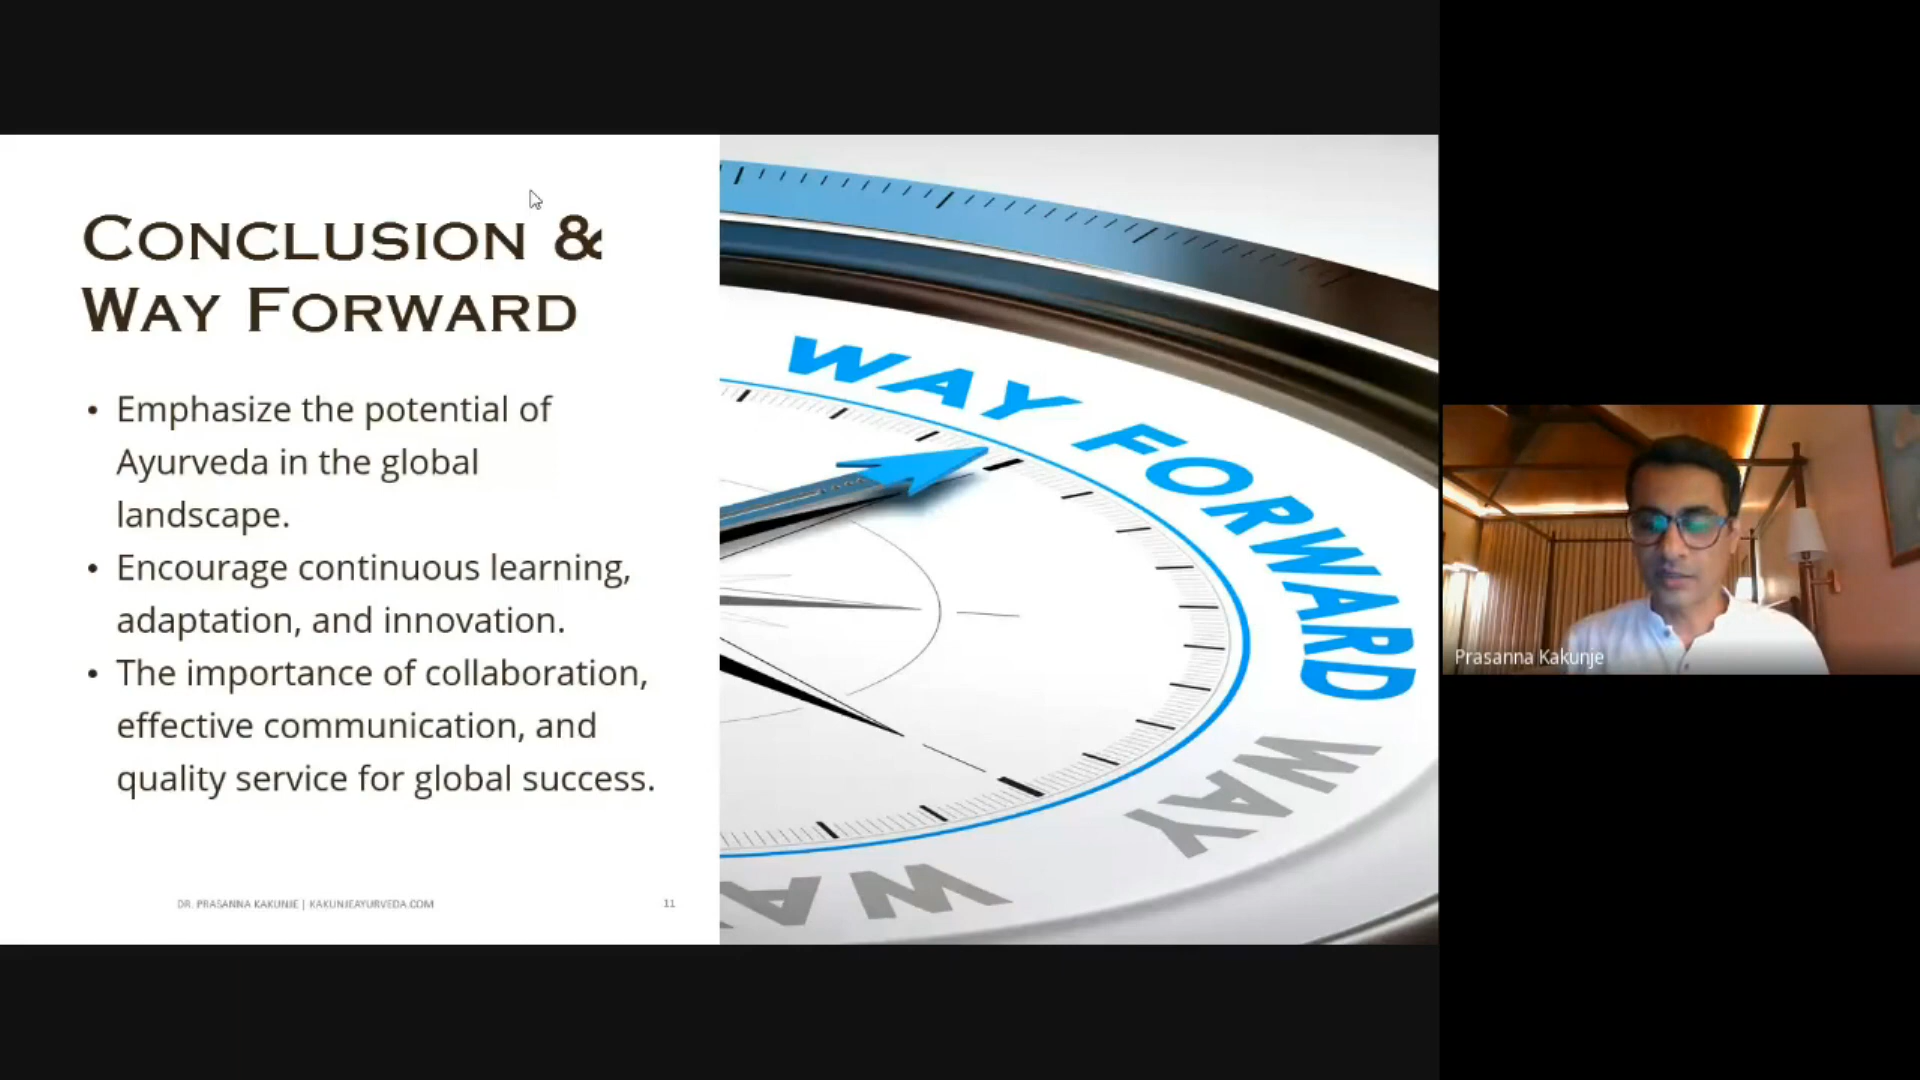 CONCLUSION &
WAY FORWARD
• Emphasize the potential of
Ayurveda in the global
landscape.
• Encourage continuous learning,
adaptation, and innovation.
• The importance of collaboration,
effective communication, and
quality service for global success.
DR. PRASANNA KAKUNJE | KAKUNJEAYURVEDA.COM
11
WAY FORWARD
WAY
WA
Prasanna Kakunje